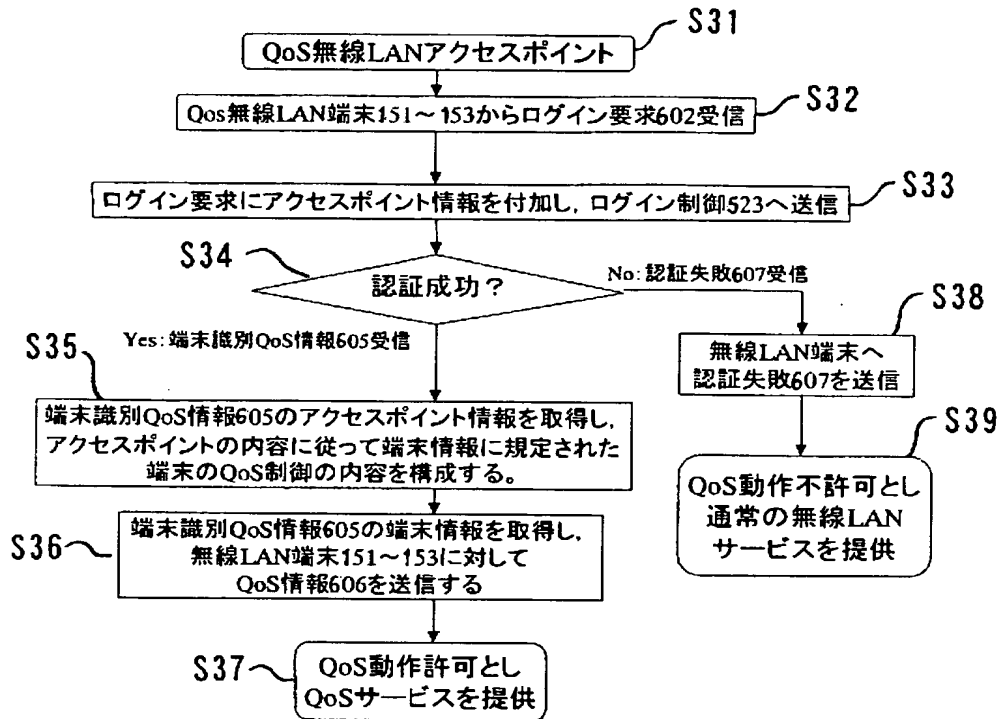 S31
QoS無線LANアクセスポイント
S32
Qos無線LAN端末151～153からログイン要求602受信
S33
ログイン要求にアクセスポイント情報を付加し，ログイン制御523へ送信
S34
認証成功？
No：認証失敗607受信
Yes：端末識別QoS情報605受信
S38
無線LAN端末へ
認証失敗607を送信
S35
端末識別QoS情報605のアクセスポイント情報を取得し，
アクセスポイントの内容に従って端末情報に規定された
端末のQoS制御の内容を構成する。
S39
QoS動作不許可とし
通常の無線LAN
サービスを提供
S36
端末識別QoS情報605の端末情報を取得し，
無線LAN端末151～153に対して
QoS情報606を送信する
S37
QoS動作許可とし
QoSサービスを提供